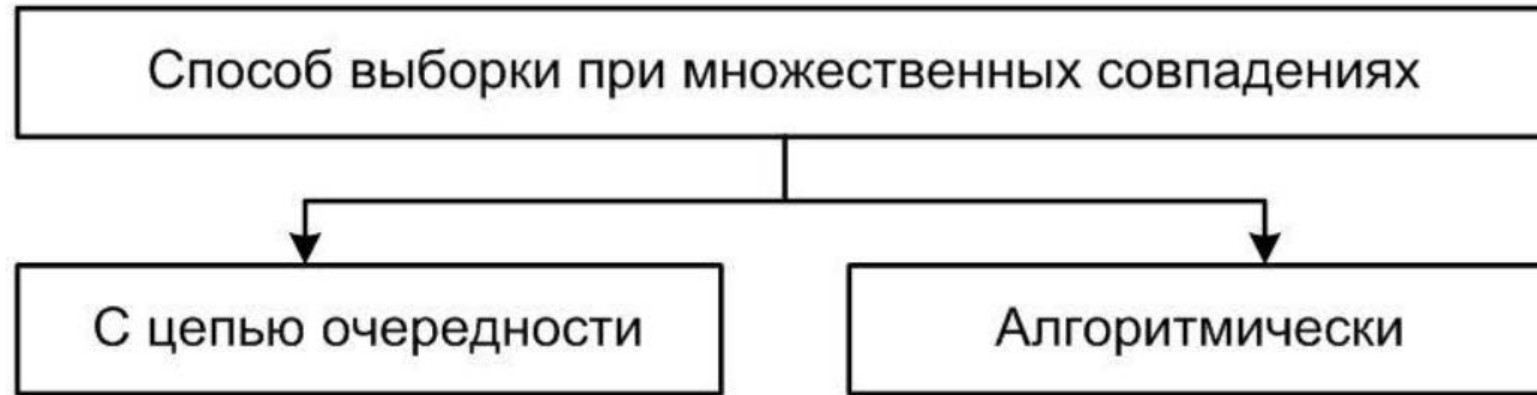 Способ выборки при множественных совпадениях
С цепью очередности
Алгоритмически